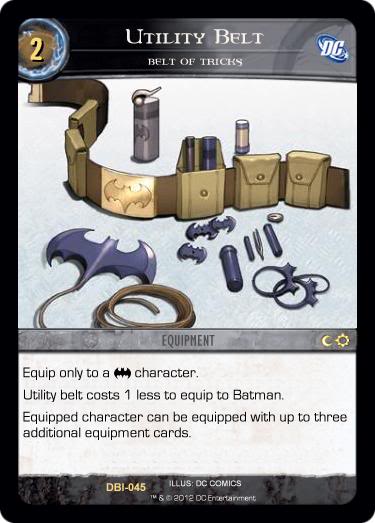 2
UTILITY BELT
BELT OF TRICKS
DC
EQUIPMENT
Equip only to a character.
Utility belt costs 1 less to equip to Batman.
Equipped character can be equipped with up to three
additional equipment cards.
DBI-045
ILLUS: DC COMICS
™ & © 2012 DC Entertainment